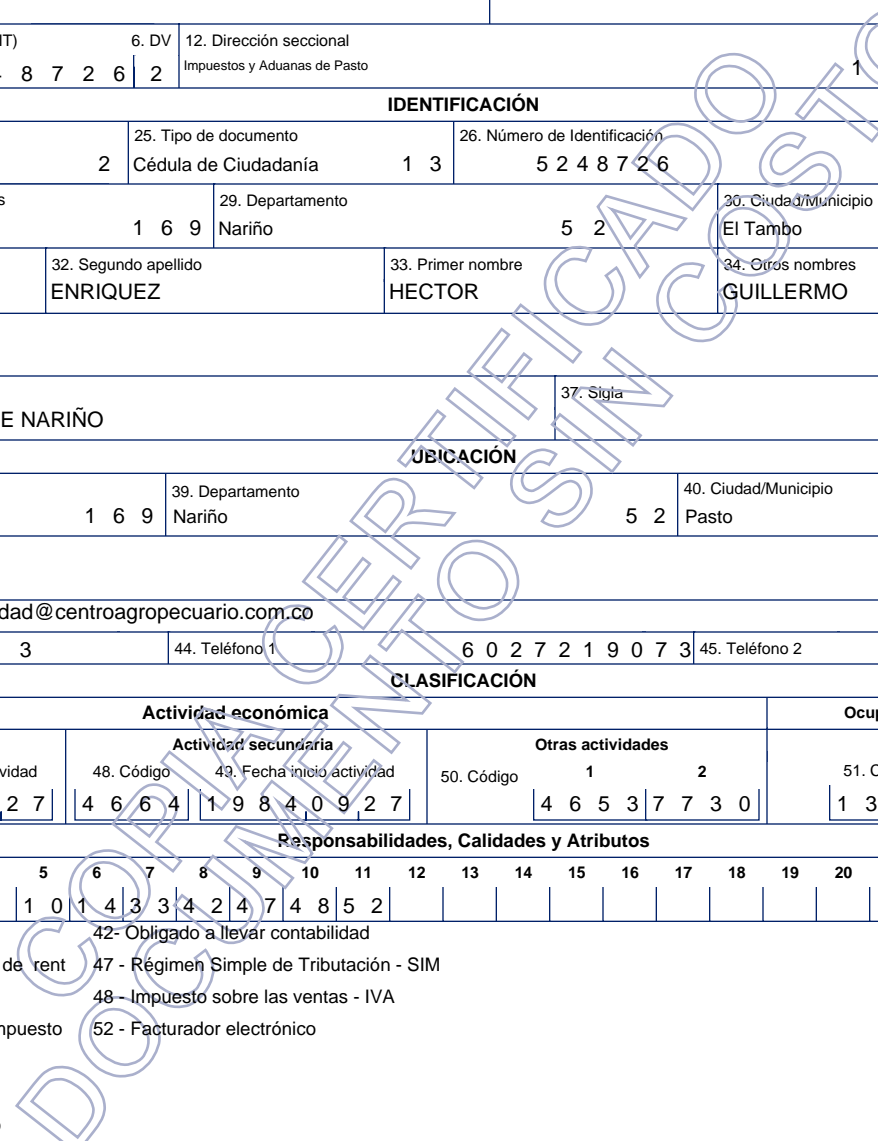 6. DV 12. Dirección seccional
8 7 2 6 2 Impuestos y Aduanas de Pasto 1
IDENTIFICACIÓN
25. Tipo de documento 26. Número de Identificación
2 Cédula de Ciudadanía 1 3 5 2 4 8 7 2 6
s 29. Departamento 30. Ciudad/Municipio
1 6 9 Nariño 5 2 El Tambo
32. Segundo apellido 33. Primer nombre 34. Otros nombres
ENRIQUEZ HECTOR GUILLERMO
37. Sigla
E NARIÑO
UBICACIÓN
39. Departamento 40. Ciudad/Municipio
1 6 9 Nariño 5 2 Pasto
dad@centroagropecuario.com.co
3 44. Teléfono 1 6 0 2 7 2 1 9 0 7 3 45. Teléfono 2
CLASIFICACIÓN
Actividad económica Ocup
Actividad secundaria Otras actividades
vidad 48. Código 49. Fecha inicio actividad 50. Código 1 2 51. C
2 7 4 6 6 4 1 9 8 4 0 9 2 7 4 6 5 3 7 7 3 0 1 3
Responsabilidades, Calidades y Atributos
5 6 7 8 9 10 11 12 13 14 15 16 17 18 19 20
1 0 1 4 3 3 4 2 4 7 4 8 5 2
42- Obligado a llevar contabilidad
de rent 47 - Régimen Simple de Tributación - SIM
48 - Impuesto sobre las ventas - IVA
mpuesto 52 - Facturador electrónico
COPIA CERTIFICADO
DOCUMENTO SIN COSTO